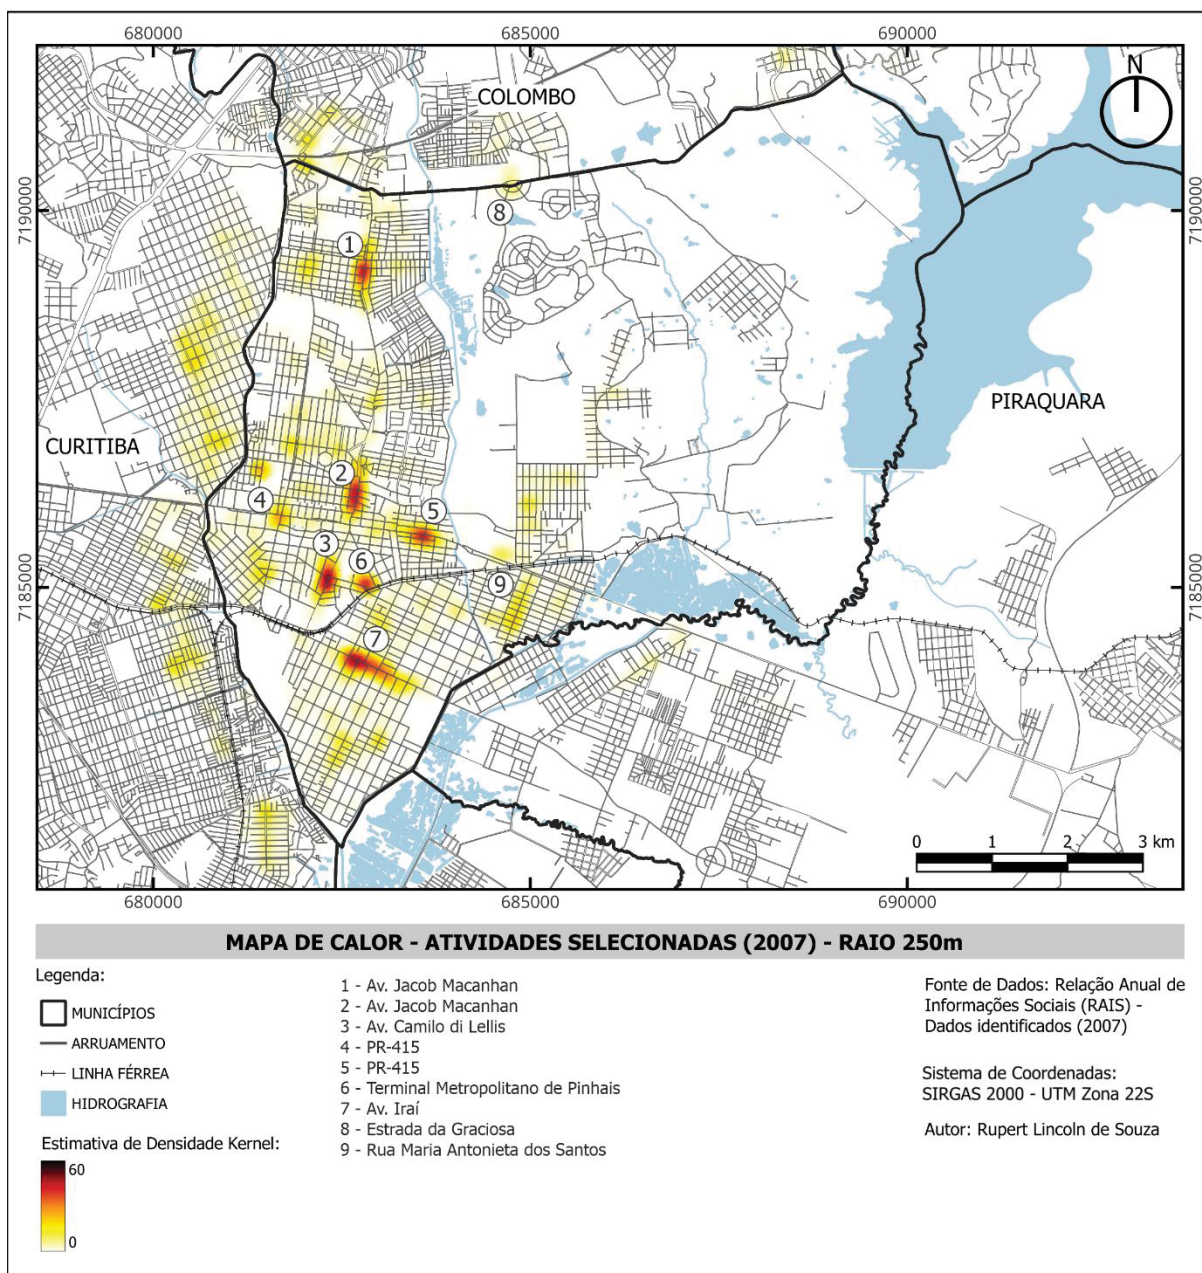 680000
685000
690000
N
COLOMBO
7190000
7190000
8
1
PIRAQUARA
CURITIBA
2
4
5
3
6
9
7185000
7185000
7
0 1 2 3 km
680000
685000
690000
MAPA DE CALOR - ATIVIDADES SELECIONADAS (2007) - RAIO 250m
Legenda:
MUNICÍPIOS
ARRUAMENTO
LINHA FÉRREA
HIDROGRAFIA
Estimativa de Densidade Kernel:
60
0
1 - Av. Jacob Macanhan
2 - Av. Jacob Macanhan
3 - Av. Camilo di Lellis
4 - PR-415
5 - PR-415
6 - Terminal Metropolitano de Pinhais
7 - Av. Iraí
8 - Estrada da Graciosa
9 - Rua Maria Antonieta dos Santos
Fonte de Dados: Relação Anual de
Informações Sociais (RAIS) -
Dados identificados (2007)
Sistema de Coordenadas:
SIRGAS 2000 - UTM Zona 22S
Autor: Rupert Lincoln de Souza